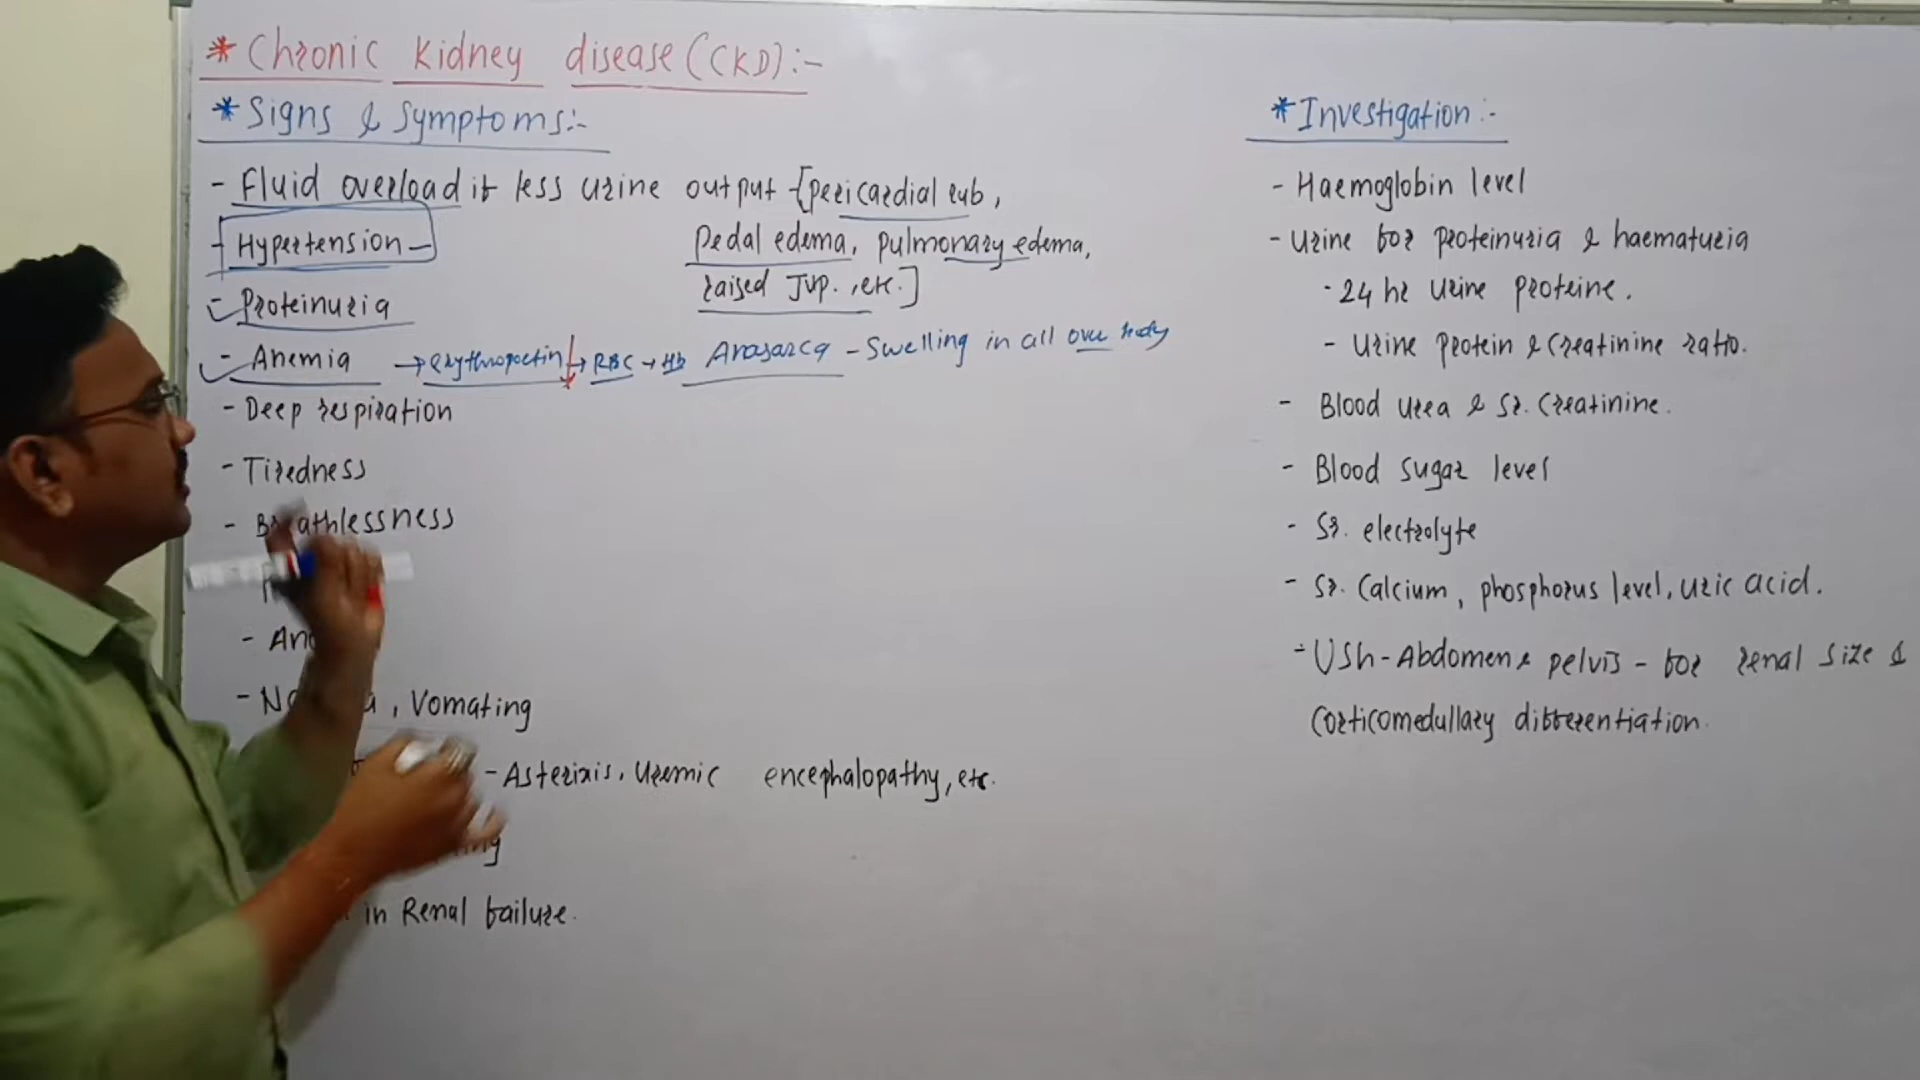 * Chronic Kidney disease (CKD):-
* Signs & Symptoms:-
- Fluid overload if less urine output - [pericardial rub,
pedal edema, pulmonary edema,
raised JVP., etc.]
- Hypertension -
- Proteinuria
- Anemia → erythropoetin ↓ → RBC → Hb
Anasarca - Swelling in all over body
- Deep respiration
- Tiredness
- Breathlessness
- , Vomating
- Asterixis, Uremic encephalopathy, etc.
in Renal failure.
* Investigation :-
- Haemoglobin level
- Urine for proteinuria & haematuria
· 24 hr urine proteine.
- Urine protein & creatinine ratio.
- Blood urea & Sr. Creatinine.
- Blood sugar level
- Sr. electrolyte
- Sr. Calcium, phosphorus level, uric acid.
- USG - Abdomen & pelvis - for renal size &
Corticomedullary differentiation.